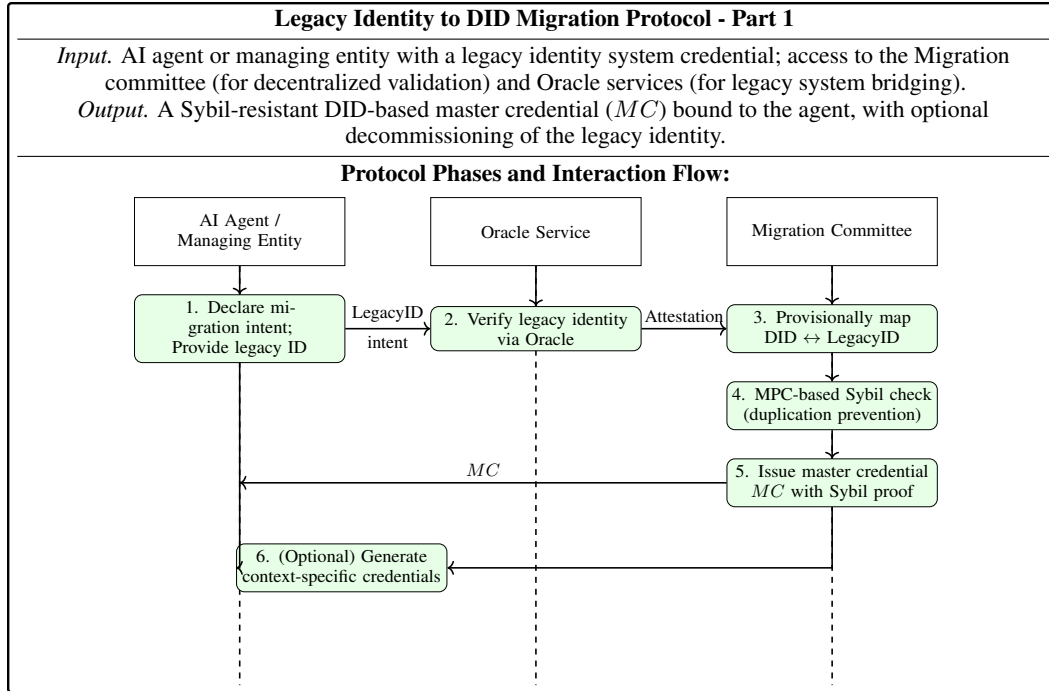 Legacy Identity to DID Migration Protocol - Part 1
Input. AI agent or managing entity with a legacy identity system credential; access to the Migration
committee (for decentralized validation) and Oracle services (for legacy system bridging).
Output. A Sybil-resistant DID-based master credential (MC) bound to the agent, with optional
decommissioning of the legacy identity.
Protocol Phases and Interaction Flow:
AI Agent /
Managing Entity
Oracle Service
Migration Committee
1. Declare mi-
gration intent;
Provide legacy ID
LegacyID
intent
2. Verify legacy identity
via Oracle
Attestation
3. Provisionally map
DID ↔ LegacyID
4. MPC-based Sybil check
(duplication prevention)
MC
5. Issue master credential
MC with Sybil proof
6. (Optional) Generate
context-specific credentials